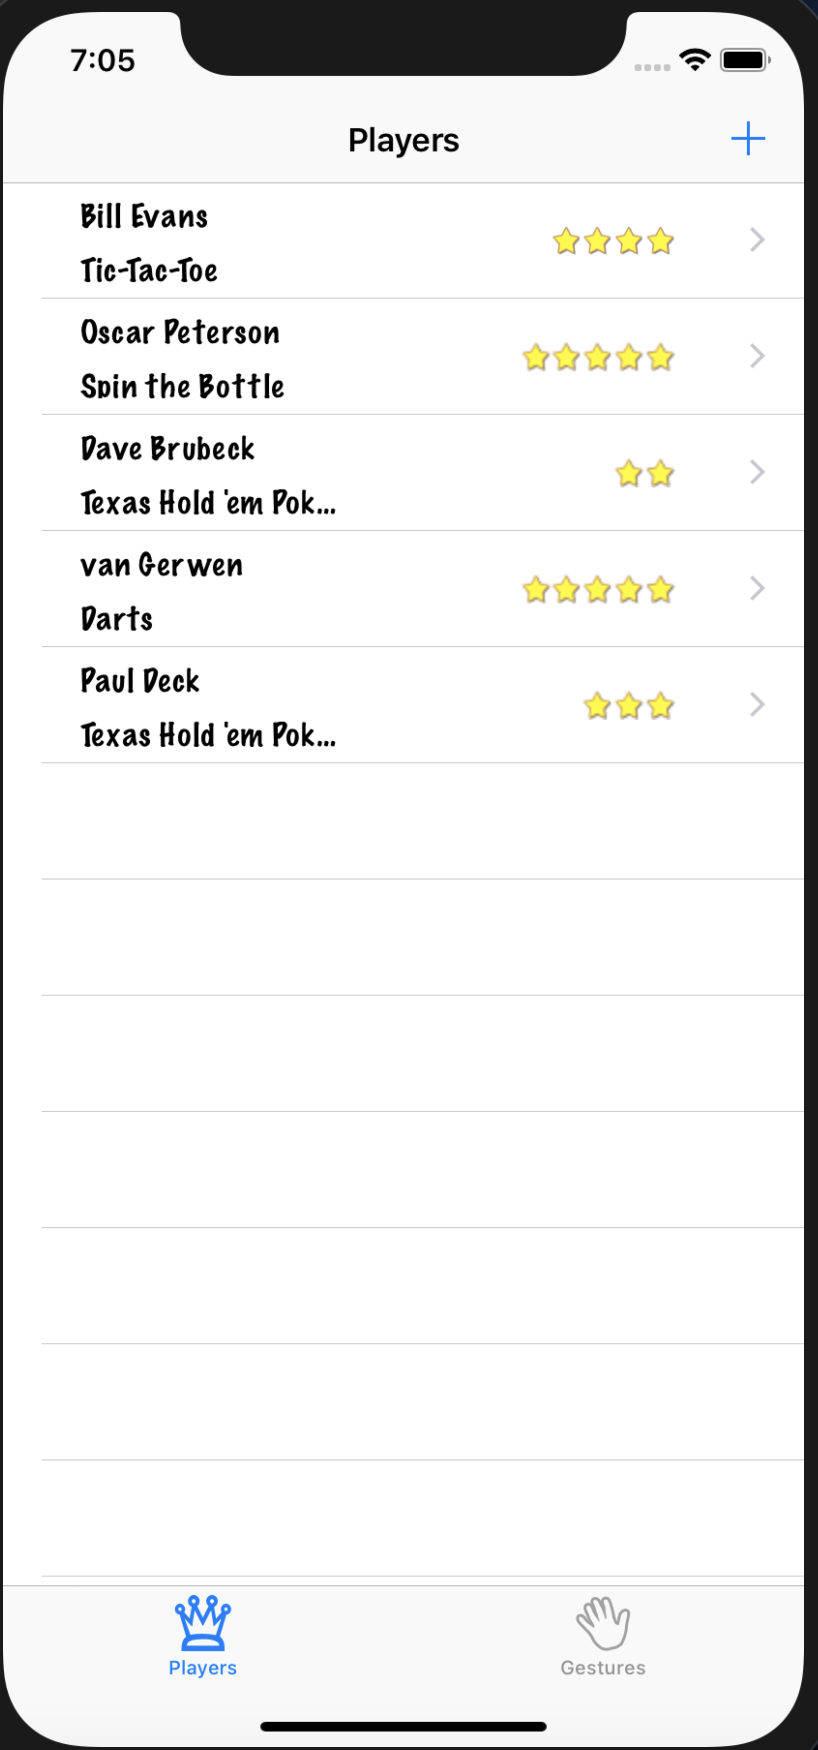 7:05
Players
Bill Evans
Tic-Tac-Toe
Oscar Peterson
Spin the Bottle
Dave Brubeck
Texas Hold 'em Pok...
van Gerwen
Darts
Paul Deck
Texas Hold 'em Pok...
Players
Gestures